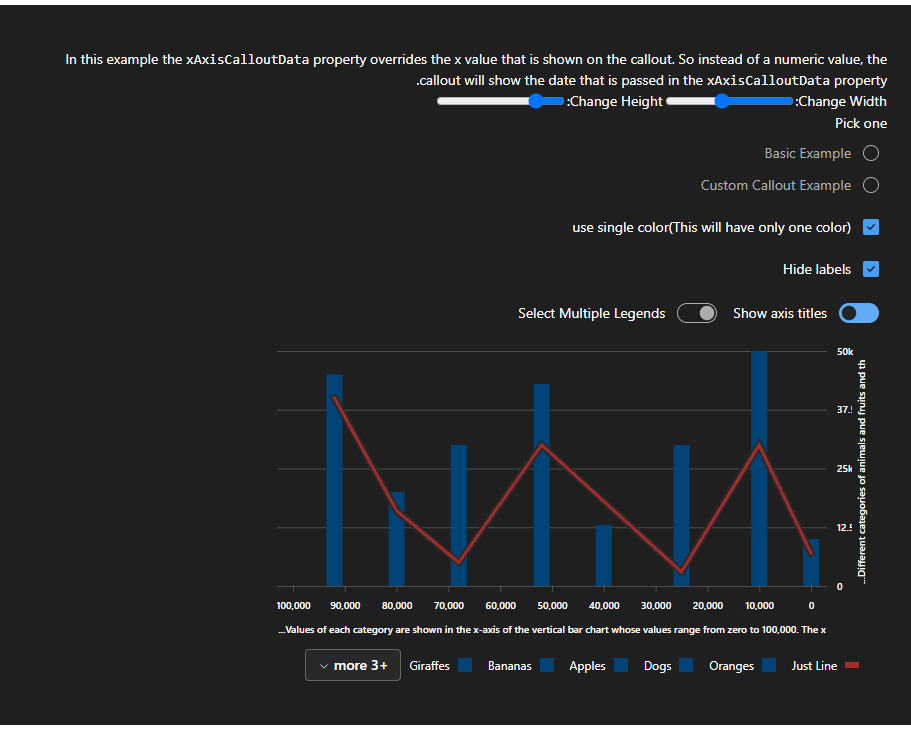 In this example the xAxisCalloutData property overrides the x value that is shown on the callout. So instead of a numeric value, the
.callout will show the date that is passed in the xAxisCalloutData property
:Change Width
:Change Height
Pick one
Basic Example
Custom Callout Example
use single color(This will have only one color)
Hide labels
Show axis titles
Select Multiple Legends
50k
37.5
25k
12.5
0
...Different categories of animals and fruits and th
100,000 90,000 80,000 70,000 60,000 50,000 40,000 30,000 20,000 10,000 0
...Values of each category are shown in the x-axis of the vertical bar chart whose values range from zero to 100,000. The x
more 3+ Giraffes Bananas Apples Dogs Oranges Just Line